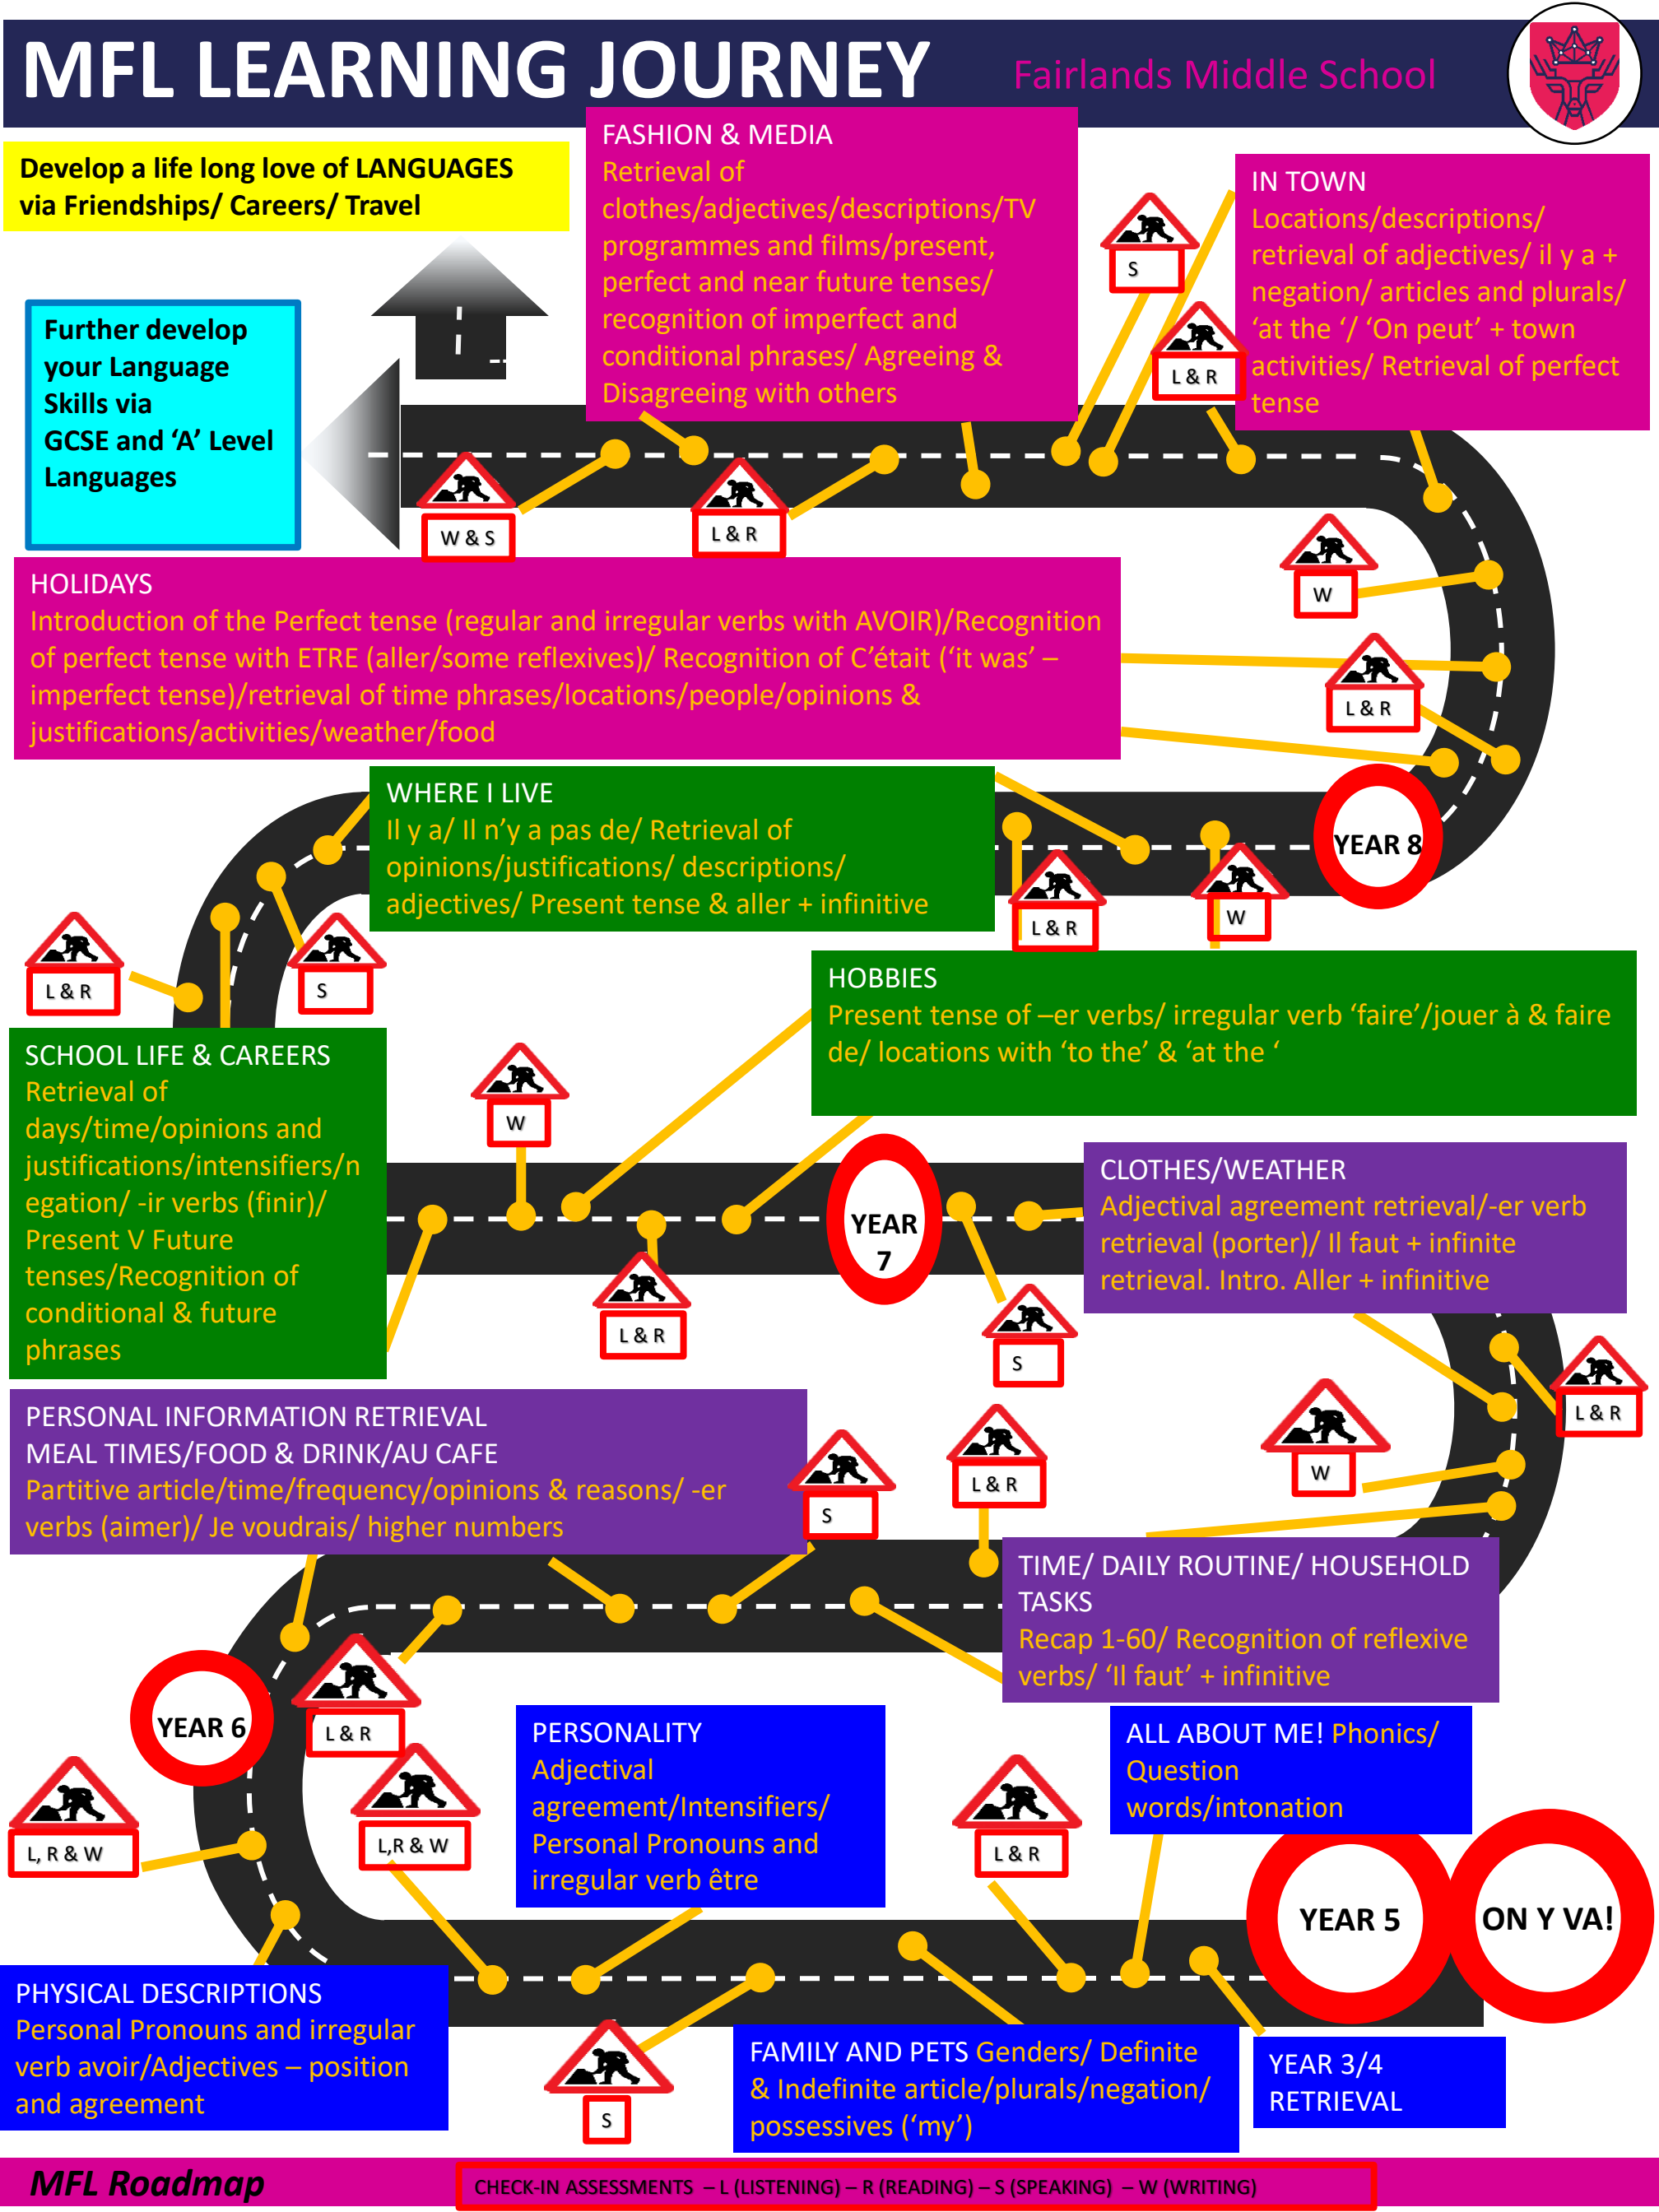 MFL LEARNING JOURNEY
Fairlands Middle School
Develop a life long love of LANGUAGES
via Friendships/ Careers/ Travel
Further develop
your Language
Skills via
GCSE and ‘A’ Level
Languages
FASHION & MEDIA
Retrieval of
clothes/adjectives/descriptions/TV
programmes and films/present,
perfect and near future tenses/
recognition of imperfect and
conditional phrases/ Agreeing &
Disagreeing with others
S
L & R
IN TOWN
Locations/descriptions/
retrieval of adjectives/ il y a +
negation/ articles and plurals/
‘at the ‘/ ‘On peut’ + town
activities/ Retrieval of perfect
tense
W & S
L & R
W
HOLIDAYS
Introduction of the Perfect tense (regular and irregular verbs with AVOIR)/Recognition
of perfect tense with ETRE (aller/some reflexives)/ Recognition of C’était (‘it was’ –
imperfect tense)/retrieval of time phrases/locations/people/opinions &
justifications/activities/weather/food
L & R
YEAR 8
WHERE I LIVE
Il y a/ Il n’y a pas de/ Retrieval of
opinions/justifications/ descriptions/
adjectives/ Present tense & aller + infinitive
L & R
W
L & R
S
HOBBIES
Present tense of –er verbs/ irregular verb ‘faire’/jouer à & faire
de/ locations with ‘to the’ & ‘at the ‘
SCHOOL LIFE & CAREERS
Retrieval of
days/time/opinions and
justifications/intensifiers/n
egation/ -ir verbs (finir)/
Present V Future
tenses/Recognition of
conditional & future
phrases
W
L & R
YEAR
7
S
CLOTHES/WEATHER
Adjectival agreement retrieval/-er verb
retrieval (porter)/ Il faut + infinite
retrieval. Intro. Aller + infinitive
L & R
W
PERSONAL INFORMATION RETRIEVAL
MEAL TIMES/FOOD & DRINK/AU CAFE
Partitive article/time/frequency/opinions & reasons/ -er
verbs (aimer)/ Je voudrais/ higher numbers
S
L & R
TIME/ DAILY ROUTINE/ HOUSEHOLD
TASKS
Recap 1-60/ Recognition of reflexive
verbs/ ‘Il faut’ + infinitive
YEAR 6
L & R
L, R & W
L,R & W
PERSONALITY
Adjectival
agreement/Intensifiers/
Personal Pronouns and
irregular verb être
L & R
ALL ABOUT ME! Phonics/
Question
words/intonation
YEAR 5
ON Y VA!
PHYSICAL DESCRIPTIONS
Personal Pronouns and irregular
verb avoir/Adjectives – position
and agreement
S
FAMILY AND PETS Genders/ Definite
& Indefinite article/plurals/negation/
possessives (‘my’)
YEAR 3/4
RETRIEVAL
MFL Roadmap
CHECK-IN ASSESSMENTS – L (LISTENING) – R (READING) – S (SPEAKING) – W (WRITING)